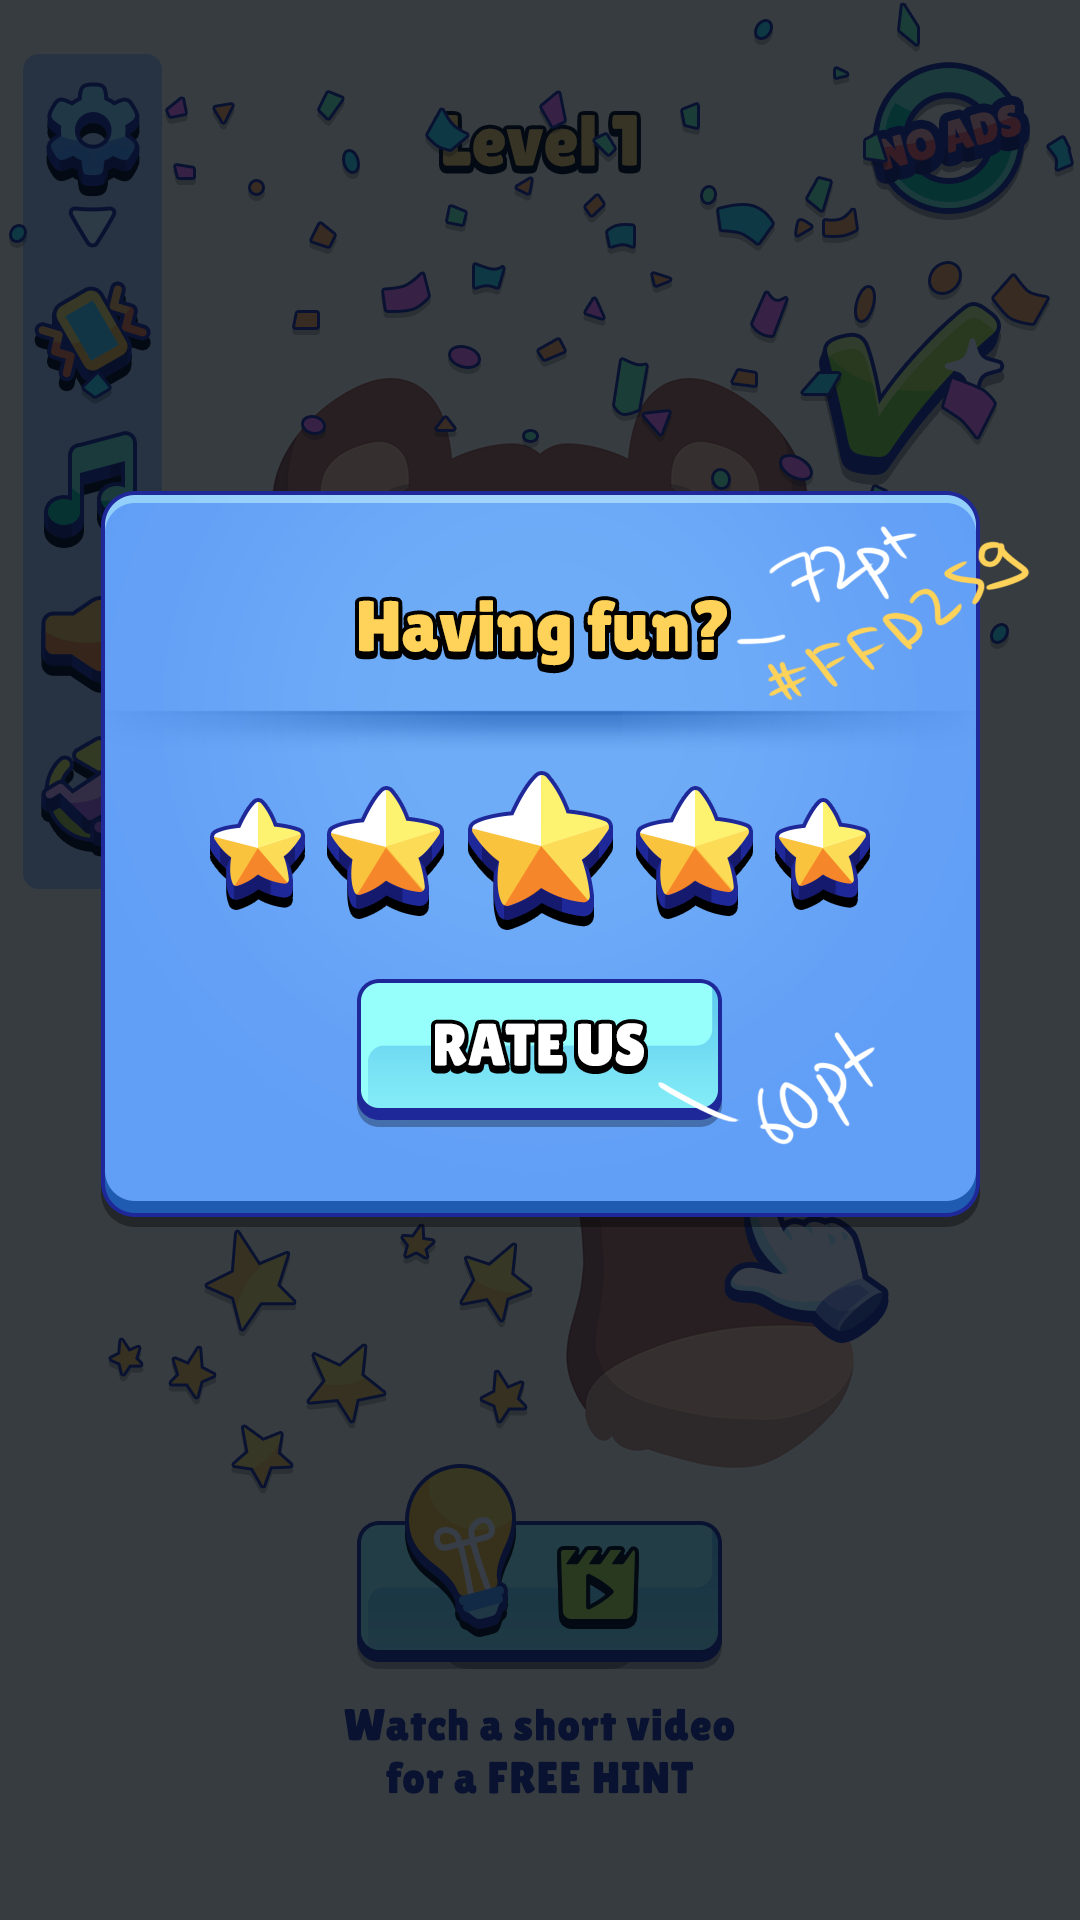 Level 1
NO ADS
72pt
Having fun?
#FFD259
RATE US
60pt
Watch a short video
for a FREE HINT